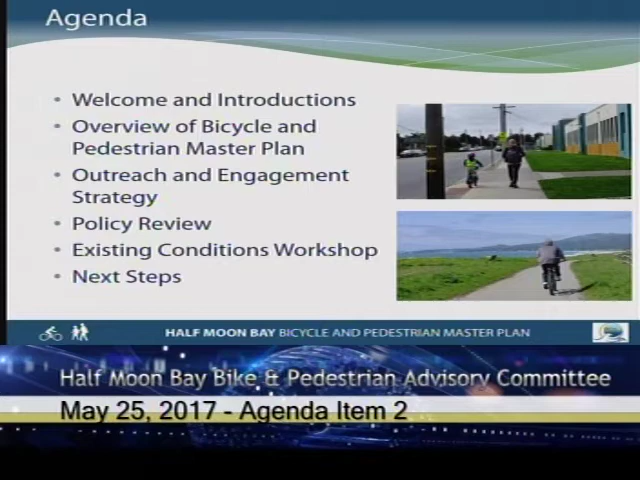 Agenda
• Welcome and Introductions
• Overview of Bicycle and
Pedestrian Master Plan
• Outreach and Engagement
Strategy
• Policy Review
• Existing Conditions Workshop
• Next Steps
HALF MOON BAY BICYCLE AND PEDESTRIAN MASTER PLAN
Half Moon Bay Bike & Pedestrian Advisory Committee
May 25, 2017 - Agenda Item 2